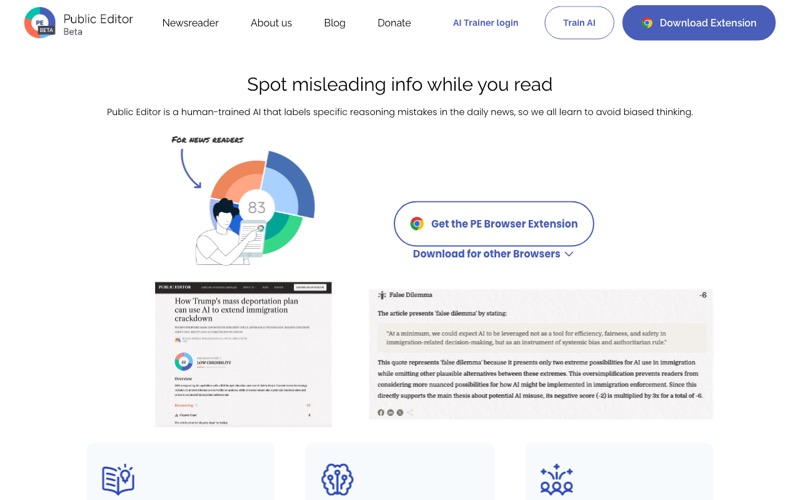 PE
BETA
Public Editor
Beta
Newsreader
About us
Blog
Donate
AI Trainer login
Train AI
Download Extension
Spot misleading info while you read
Public Editor is a human-trained AI that labels specific reasoning mistakes in the daily news, so we all learn to avoid biased thinking.
For news readers
83
Get the PE Browser Extension
Download for other Browsers
PUBLIC EDITOR
How Trump's mass deportation plan
can use AI to extend immigration
crackdown
LOW CREDIBILITY
Overview
False Dilemma
-6
The article presents 'false dilemma' by stating:
"At a minimum, we could expect AI to be leveraged not as a tool for efficiency, fairness, and safety in
immigration-related decision-making, but as an instrument of systemic bias and authoritarian rule."
This quote represents 'false dilemma' because it presents only two extreme possibilities for AI use in immigration
while omitting other plausible alternatives between these extremes. This oversimplification prevents readers from
considering more nuanced possibilities for how AI might be implemented in immigration enforcement. Since this
directly supports the main thesis about potential AI misuse, its negative score (-2) is multiplied by 3x for a total of -6.